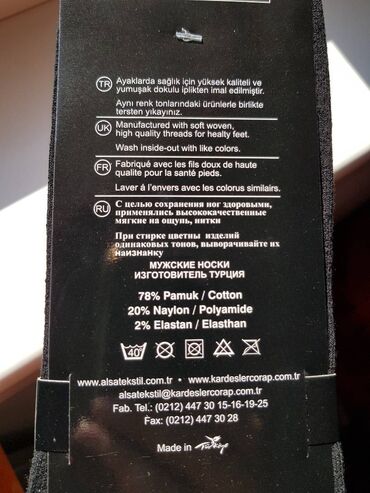 TR Ayaklarda sağlık için yüksek kaliteli ve
yumuşak dokulu iplikten imal edilmiştir.
Aynı renk tonlarındaki ürünlerle birlikte
tersten yıkayınız.
UK Manufactured with soft woven,
high quality threads for healty feet.
Wash inside-out with like colors.
FR Fabriqué avec les fils doux de haute
qualite pour la santé pieds.
Laver á l'envers avec les colorus similairs.
RU С целью сохранения ног здоровыми,
применялись высококачественные
мягкие на ощупь, нитки
При стирке цветны изделий
одинаковых тонов, выворачивайте их
наизнанку
МУЖСКИЕ НОСКИ
ИЗГОТОВИТЕЛЬ ТУРЦИЯ
78% Pamuk / Cotton
20% Naylon / Polyamide
2% Elastan / Elasthan
40°
www.alsatekstil.com.tr • www.kardeslercorap.com.tr
alsatekstil@kardeslercorap.com.tr
Fab. Tel.: (0212) 447 30 15-16-19-25
Fax: (0212) 447 30 28
Made in Türkiye